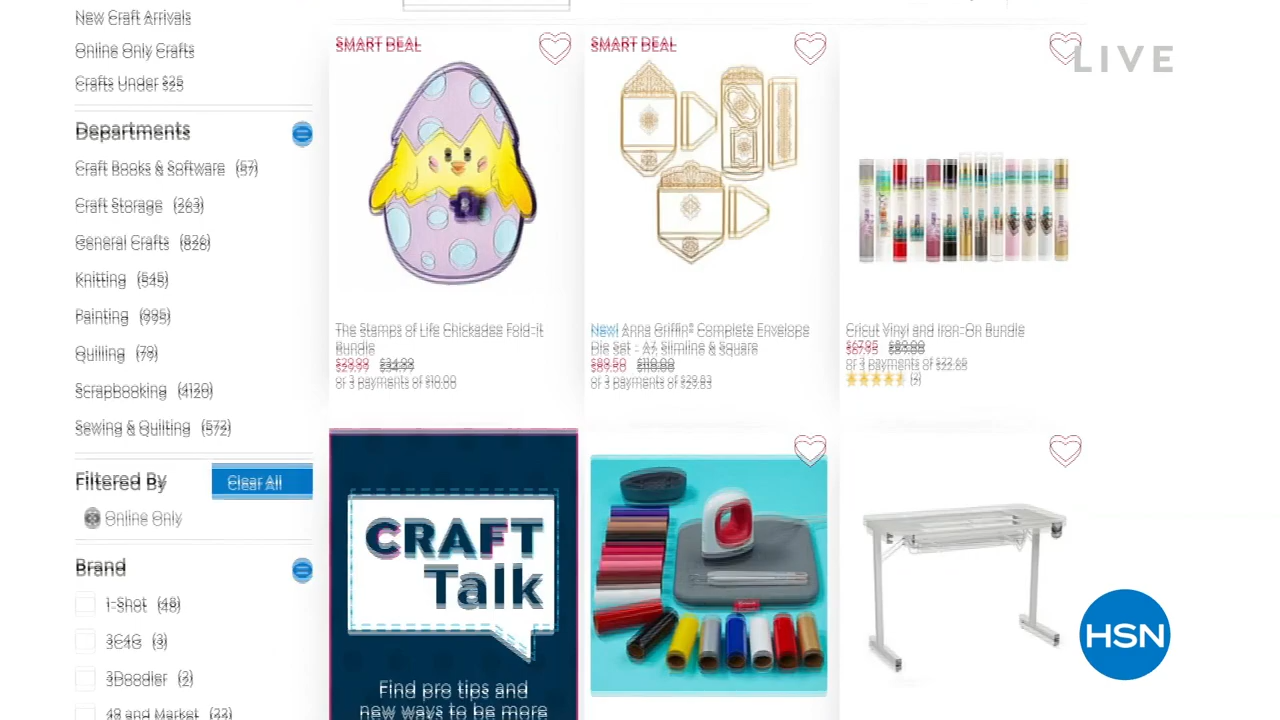 New Craft Arrivals
Online Only Crafts
Crafts Under $25
Departments
Craft Books & Software (57)
Craft Storage (263)
General Crafts (826)
Knitting (545)
Painting (995)
Quilling (79)
Scrapbooking (4120)
Sewing & Quilting (572)
Filtered By
Clear All
Online Only
Brand
1-Shot (48)
3C4G (3)
3Doodler (2)
49 and Market (22)
SMART DEAL
The Stamps of Life Chickadee Fold-it
Bundle
$29.99 $34.99
or 3 payments of $10.00
SMART DEAL
New! Anna Griffin® Complete Envelope
Die Set - A7, Slimline & Square
$89.50 $110.00
or 3 payments of $29.83
Cricut Vinyl and Iron-On Bundle
$67.95 $89.00
or 3 payments of $22.65
(2)
CRAFT
Talk
Find pro tips and
new ways to be more
LIVE
HSN